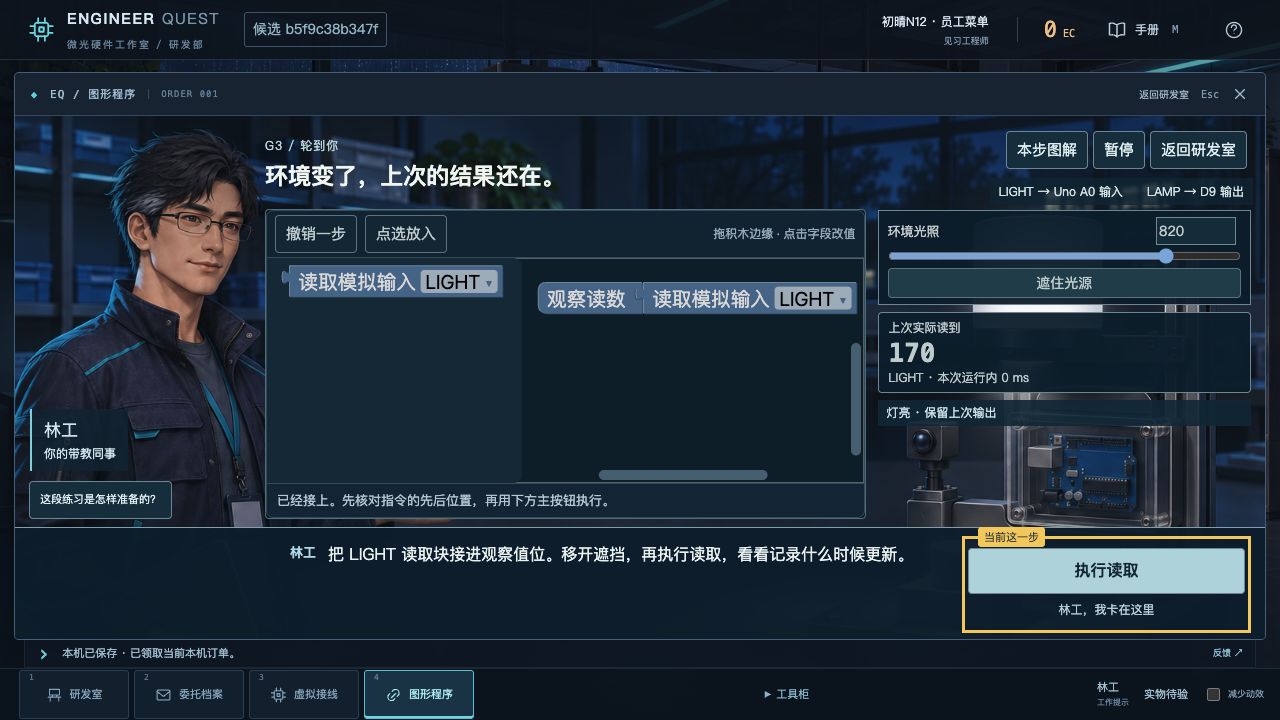 ENGINEER QUEST
微光硬件工作室 / 研发部
候选 b5f9c38b347f
初晴N12 · 员工菜单
见习工程师
0 EC
手册 M
?
EQ / 图形程序
ORDER 001
返回研发室 Esc
G3 / 轮到你
环境变了，上次的结果还在。
本步图解
暂停
返回研发室
LIGHT → Uno A0 输入
LAMP → D9 输出
撤销一步
点选放入
拖积木边缘 · 点击字段改值
读取模拟输入 LIGHT
观察读数
读取模拟输入 LIGHT
环境光照
820
遮住光源
上次实际读到
170
LIGHT · 本次运行内 0 ms
灯亮 · 保留上次输出
林工
你的带教同事
这段练习是怎样准备的?
已经接上。先核对指令的先后位置，再用下方主按钮执行。
林工
把 LIGHT 读取块接进观察值位。移开遮挡，再执行读取，看看记录什么时候更新。
当前这一步
执行读取
林工，我卡在这里
本机已保存 · 已领取当前本机订单。
反馈 ↗
1 研发室
2 委托档案
3 虚拟接线
4 图形程序
工具柜
林工
工作提示
实物待验
减少动效